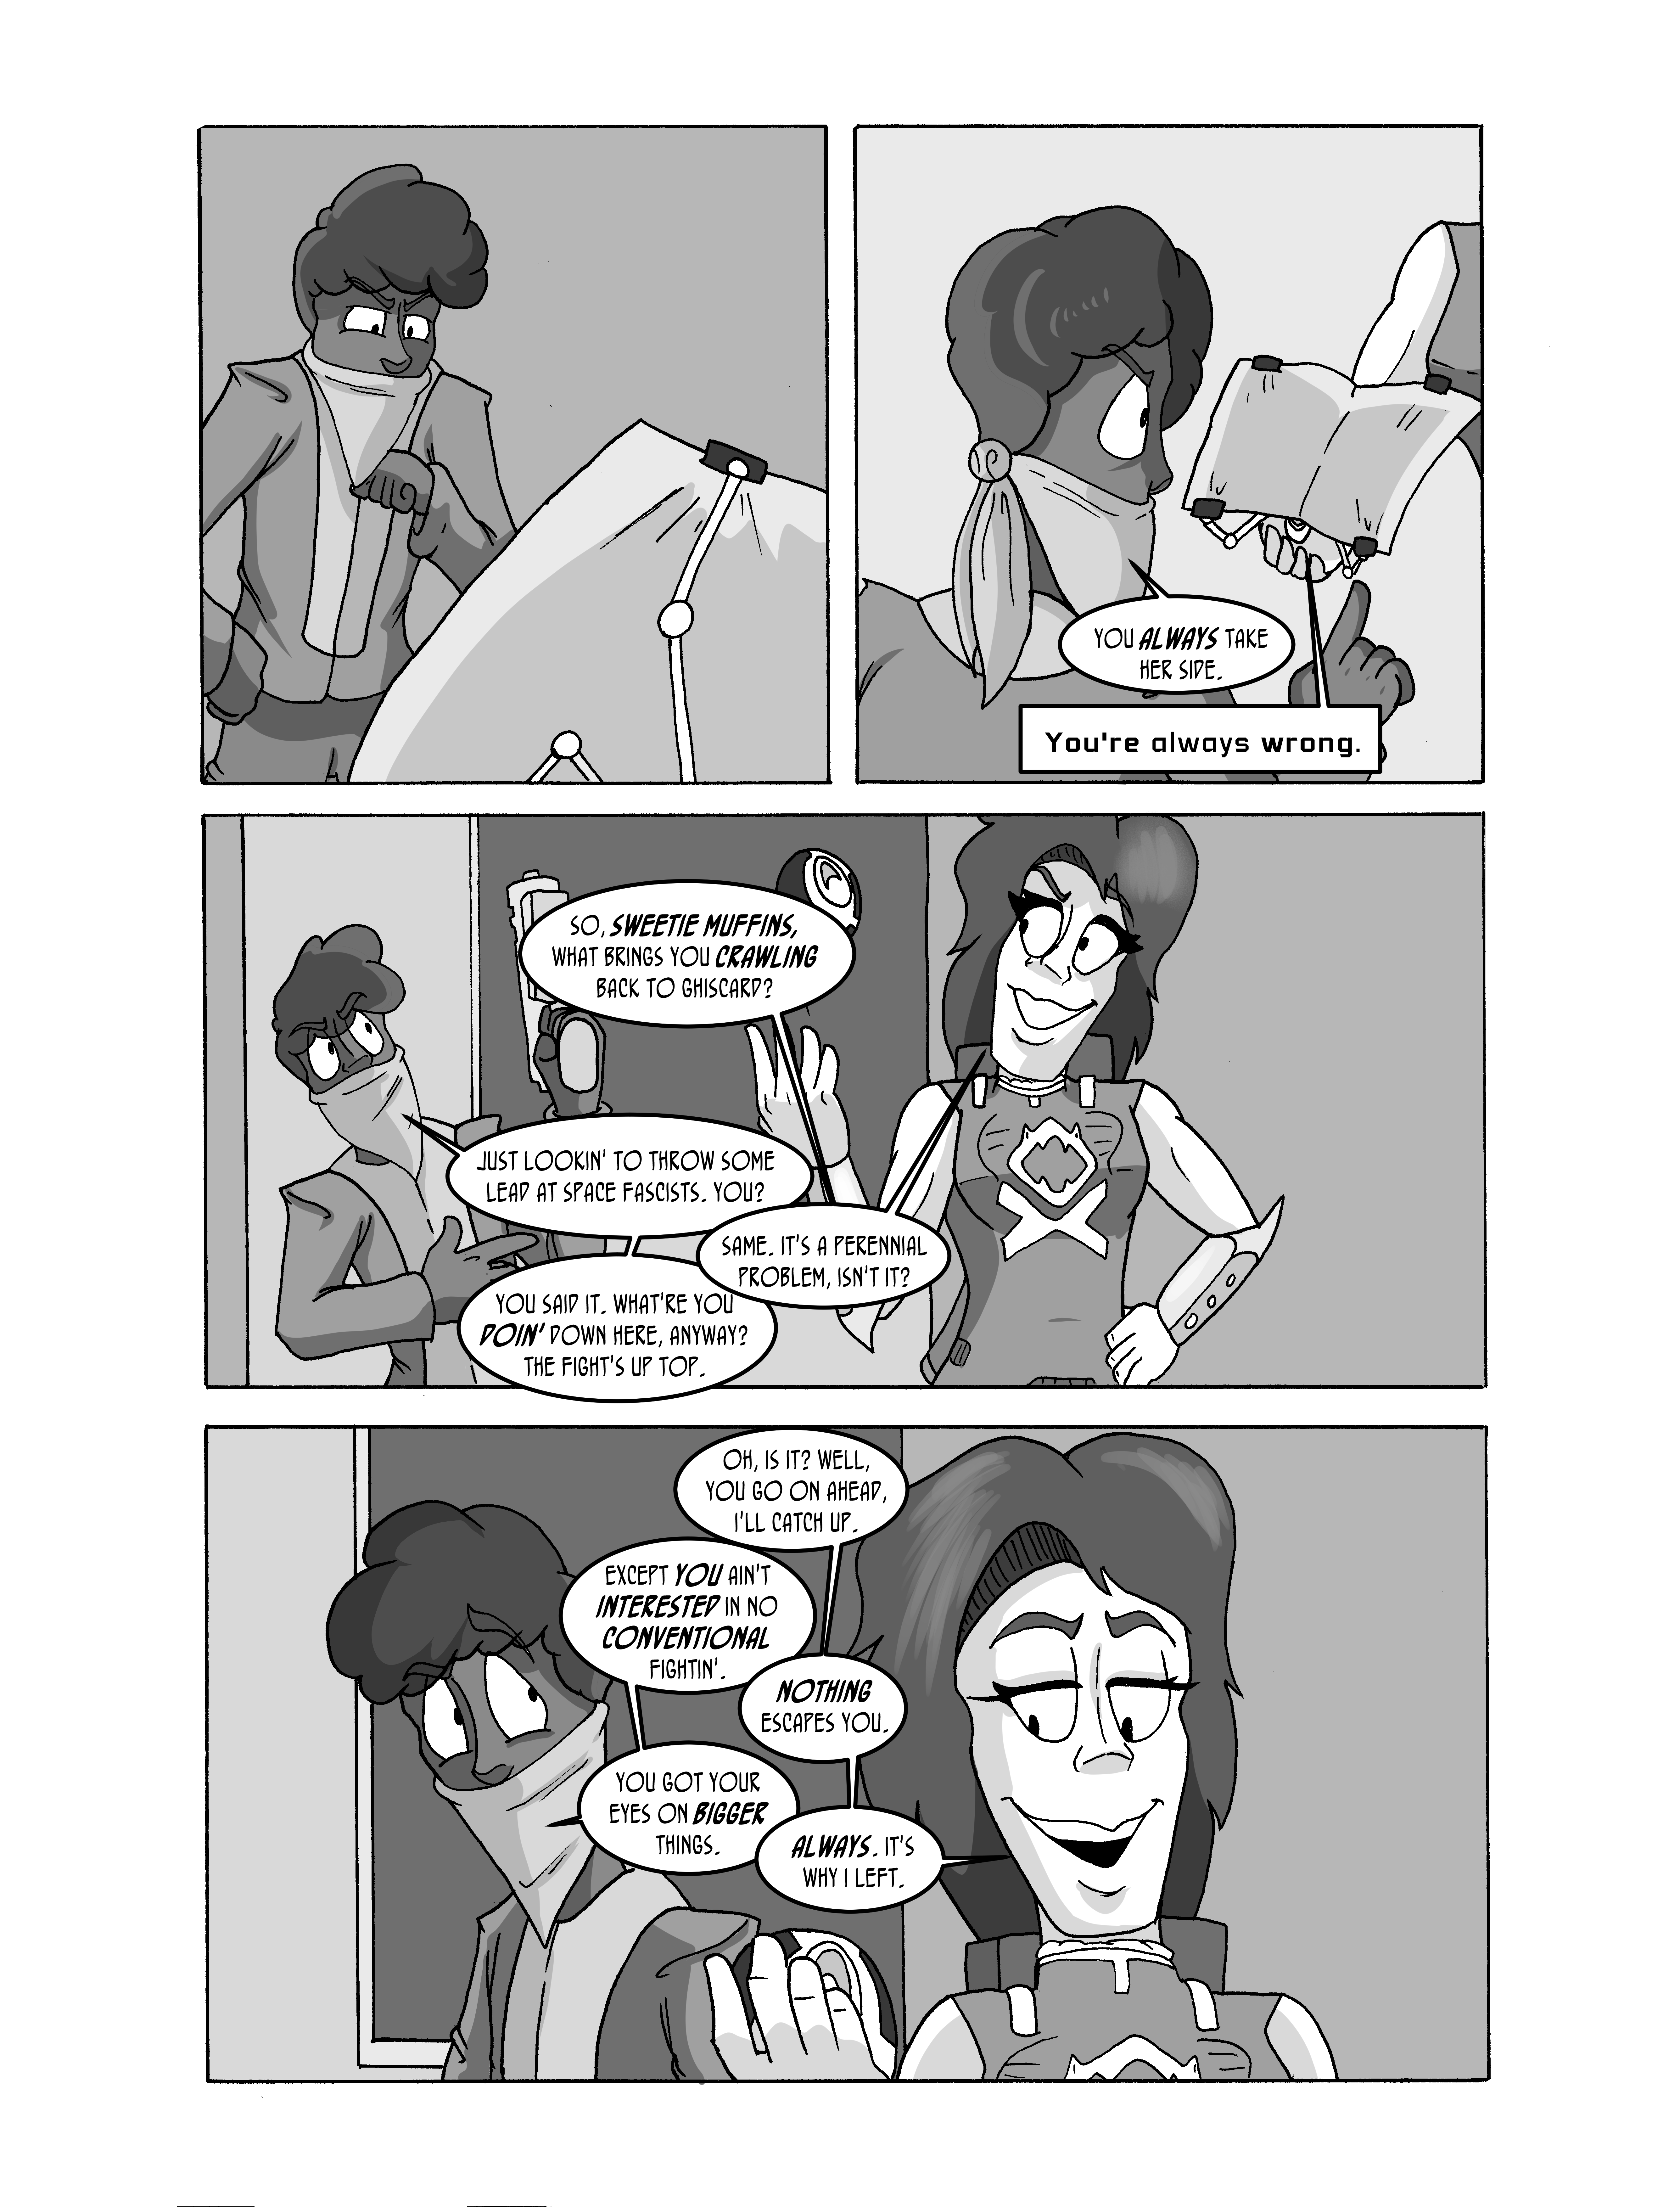 YOU ALWAYS TAKE
HER SIDE.
You're always wrong.
SO, SWEETIE MUFFINS,
WHAT BRINGS YOU CRAWLING
BACK TO GHISCARD?
JUST LOOKIN' TO THROW SOME
LEAD AT SPACE FASCISTS. YOU?
SAME. IT'S A PERENNIAL
PROBLEM, ISN'T IT?
YOU SAID IT. WHAT'RE YOU
DOIN' DOWN HERE, ANYWAY?
THE FIGHT'S UP TOP.
OH, IS IT? WELL,
YOU GO ON AHEAD,
I'LL CATCH UP.
EXCEPT YOU AIN'T
INTERESTED IN NO
CONVENTIONAL
FIGHTIN'.
NOTHING
ESCAPES YOU.
YOU GOT YOUR
EYES ON BIGGER
THINGS.
ALWAYS. IT'S
WHY I LEFT.